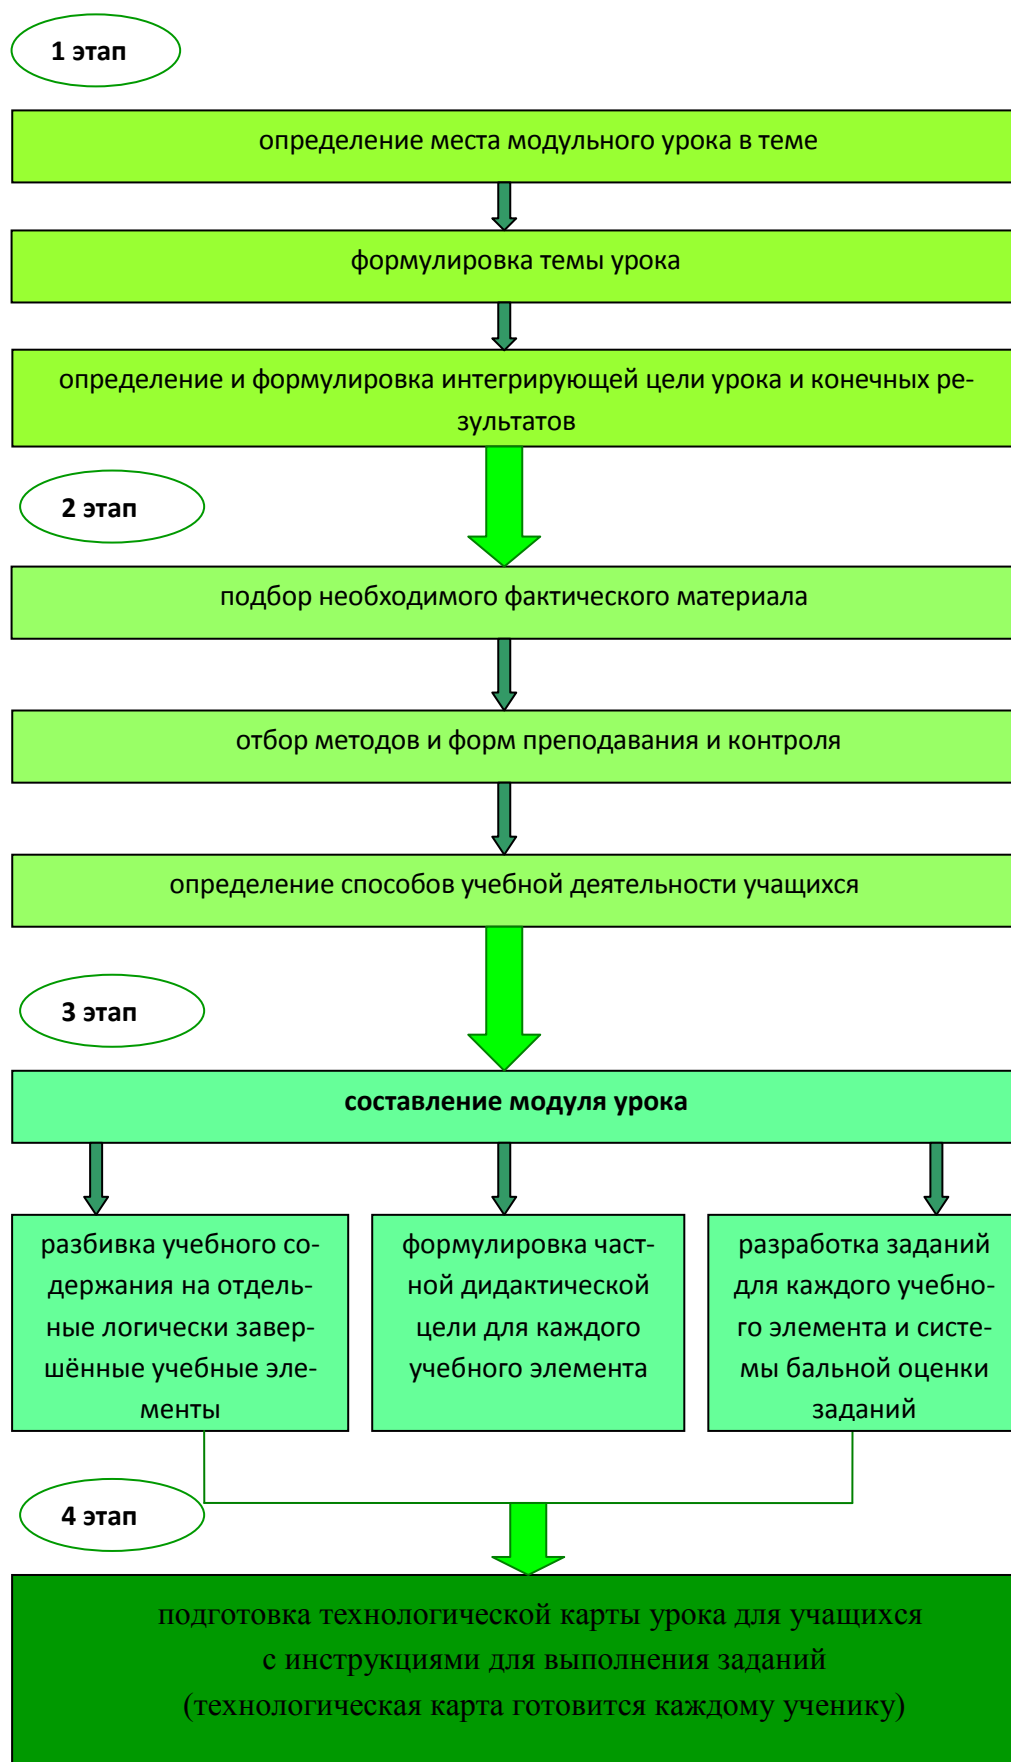 1 этап
определение места модульного урока в теме
формулировка темы урока
определение и формулировка интегрирующей цели урока и конечных ре-
зультатов
2 этап
подбор необходимого фактического материала
отбор методов и форм преподавания и контроля
определение способов учебной деятельности учащихся
3 этап
составление модуля урока
разбивка учебного со-
держания на отдель-
ные логически завер-
шённые учебные эле-
менты
формулировка част-
ной дидактической
цели для каждого
учебного элемента
разработка заданий
для каждого учебно-
го элемента и систе-
мы бальной оценки
заданий
4 этап
подготовка технологической карты урока для учащихся
с инструкциями для выполнения заданий
(технологическая карта готовится каждому ученику)